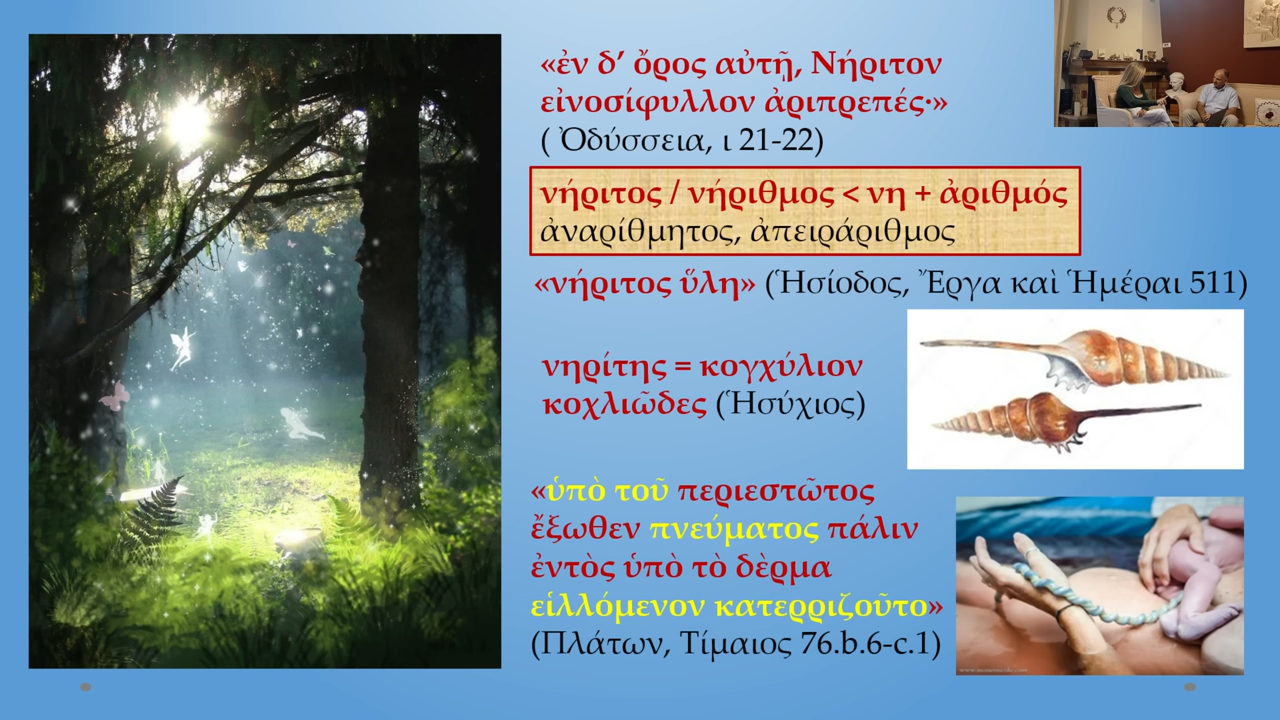 «ἐν δ’ ὄρος αὐτῇ, Νήριτον
εἰνοσίφυλλον ἀριπρεπές·»
( Ὀδύσσεια, ι 21-22)
νήριτος / νήριθμος < νη + ἀριθμός
ἀναρίθμητος, ἀπειράριθμος
«νήριτος ὕλη» (Ἡσίοδος, Ἔργα καὶ Ἡμέραι 511)
νηρίτης = κογχύλιον
κοχλιῶδες (Ἡσύχιος)
«ὑπὸ τοῦ περιεστῶτος
ἔξωθεν πνεύματος πάλιν
ἐντὸς ὑπὸ τὸ δὲρμα
εἱλλόμενον κατερριζοῦτο»
(Πλάτων, Τίμαιος 76.b.6-c.1)